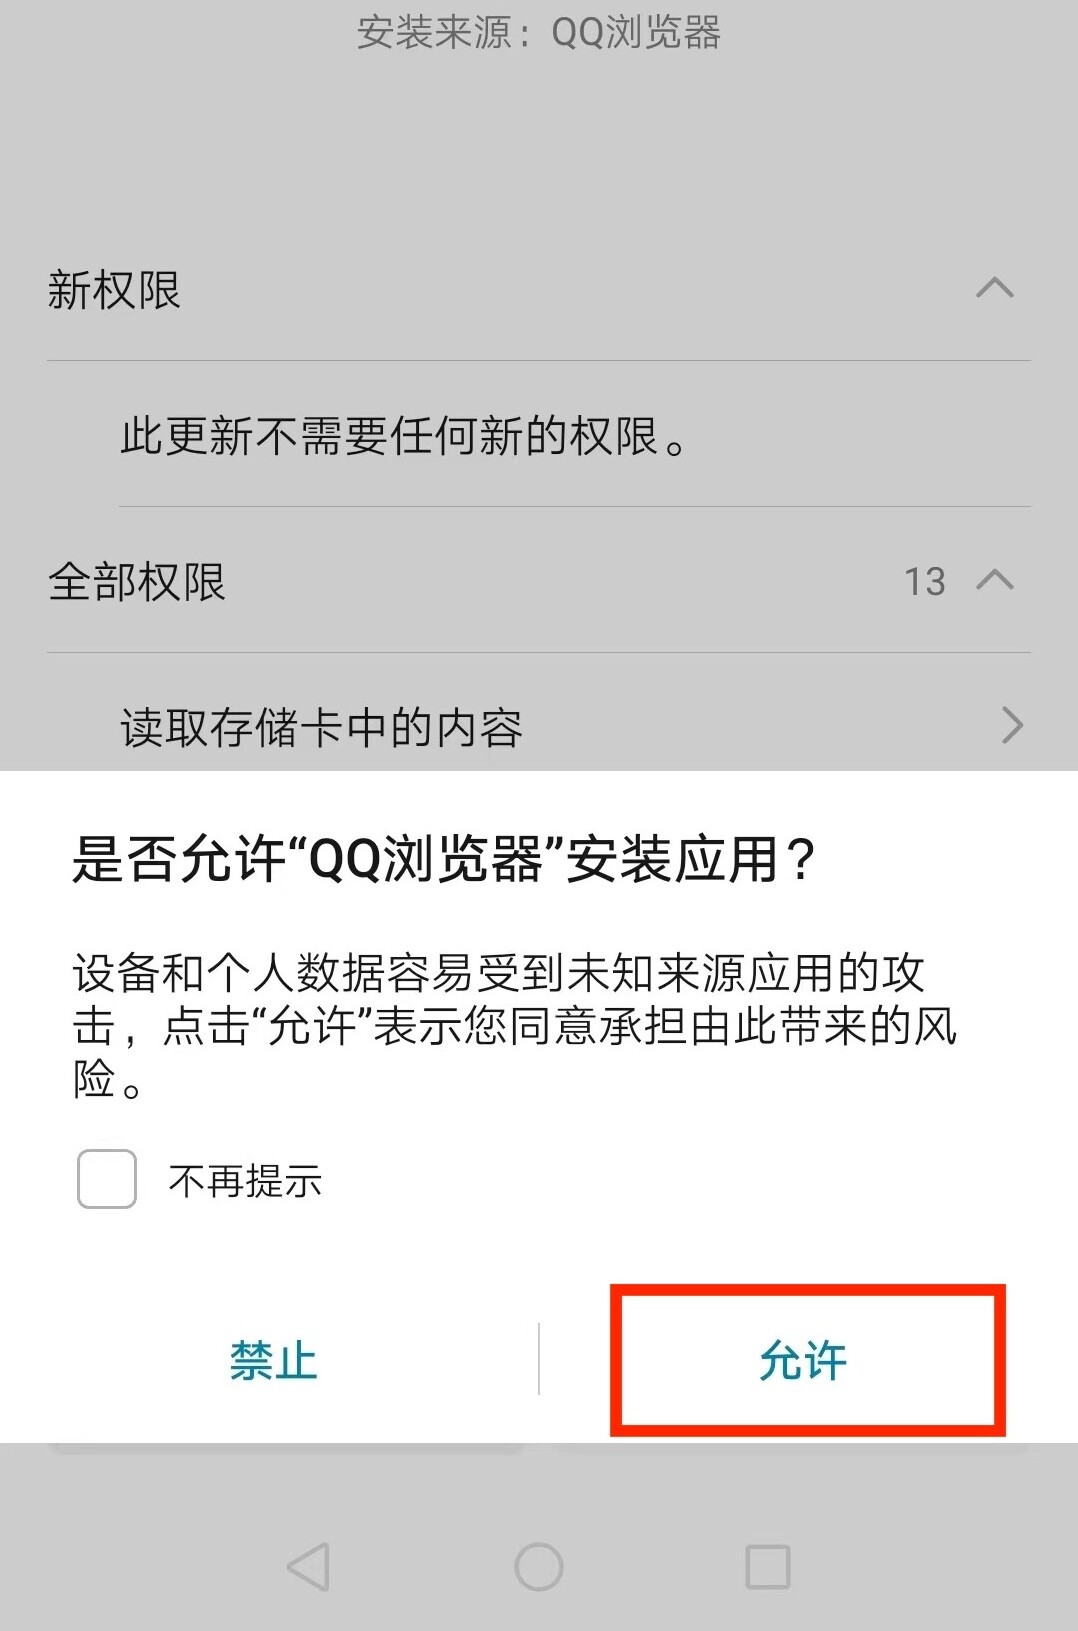 安装来源：QQ浏览器
新权限
此更新不需要任何新的权限。
全部权限 13
读取存储卡中的内容
是否允许“QQ浏览器”安装应用？
设备和个人数据容易受到未知来源应用的攻
击，点击“允许”表示您同意承担由此带来的风
险。
不再提示
禁止 允许